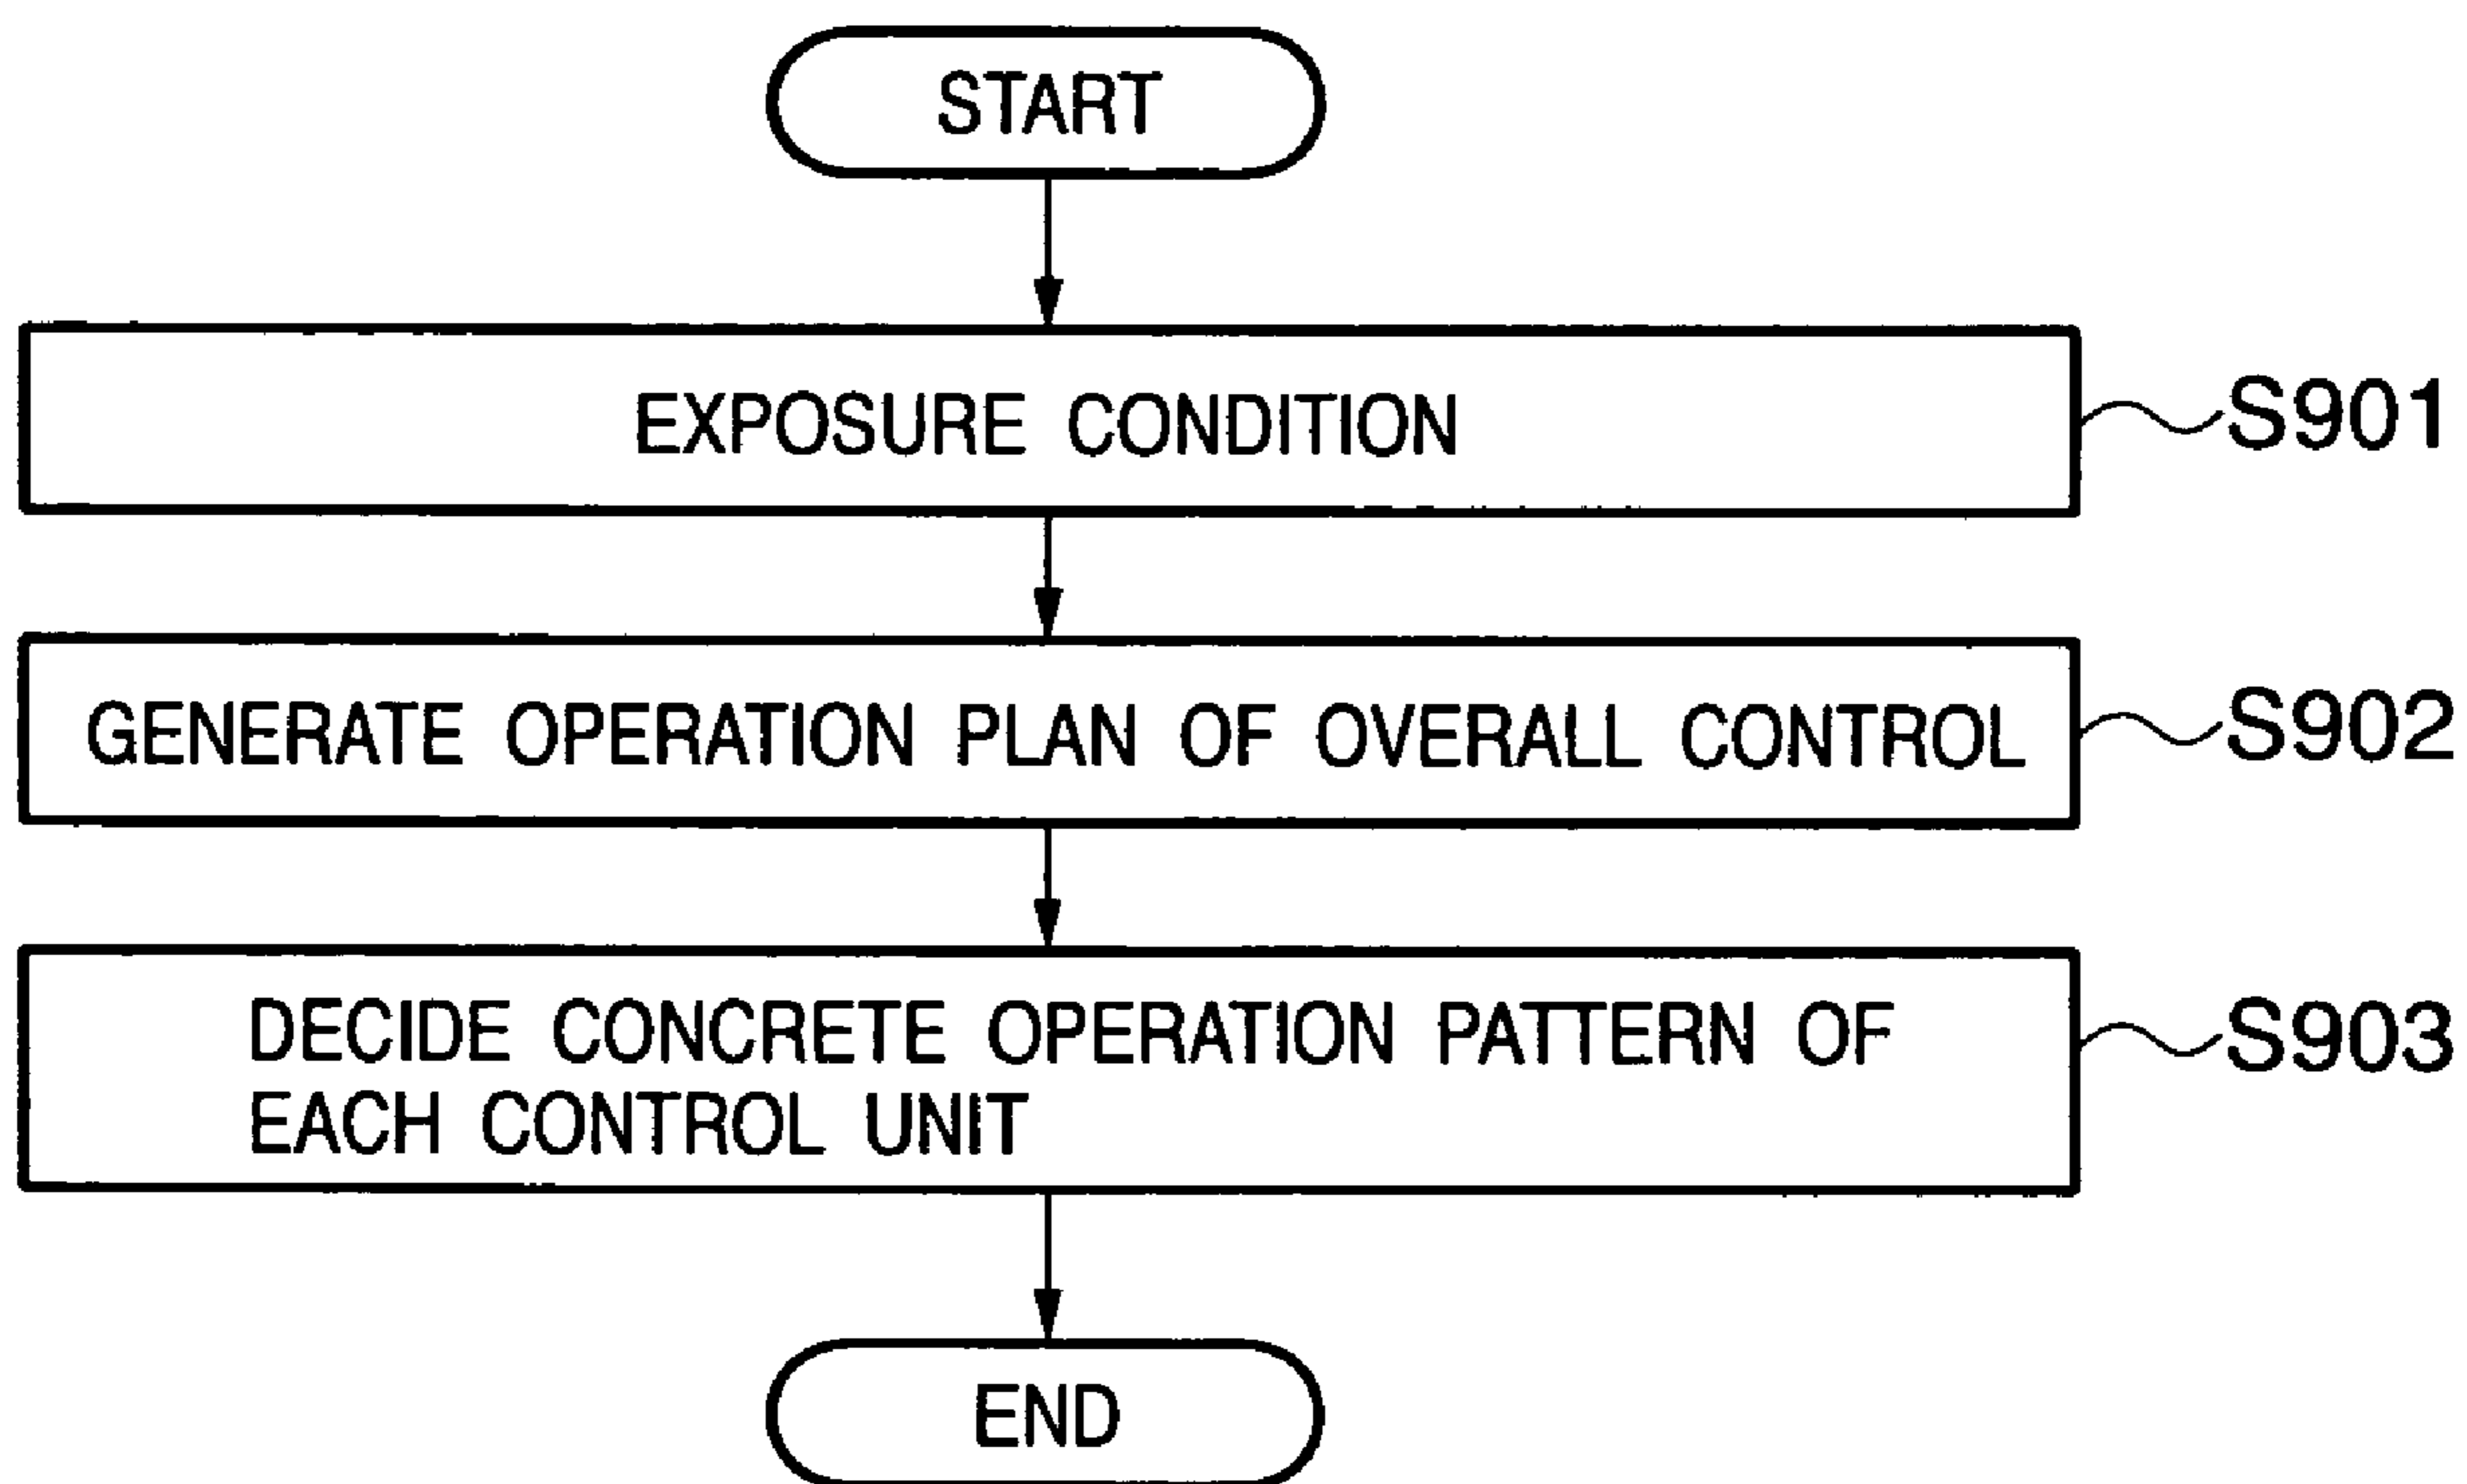 START
EXPOSURE CONDITION
S901
GENERATE OPERATION PLAN OF OVERALL CONTROL
S902
DECIDE CONCRETE OPERATION PATTERN OF
EACH CONTROL UNIT
S903
END